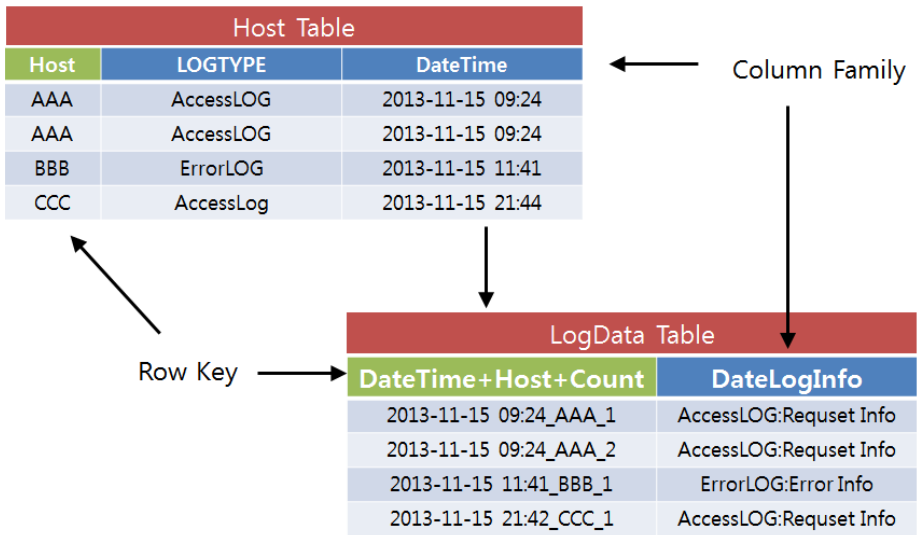 Host Table
Host LOGTYPE DateTime
Column Family
AAA AccessLOG 2013-11-15 09:24
AAA AccessLOG 2013-11-15 09:24
BBB ErrorLOG 2013-11-15 11:41
CCC AccessLog 2013-11-15 21:44
Row Key
LogData Table
DateTime+Host+Count DateLogInfo
2013-11-15 09:24_AAA_1 AccessLOG:Requset Info
2013-11-15 09:24_AAA_2 AccessLOG:Requset Info
2013-11-15 11:41_BBB_1 ErrorLOG:Error Info
2013-11-15 21:42_CCC_1 AccessLOG:Requset Info